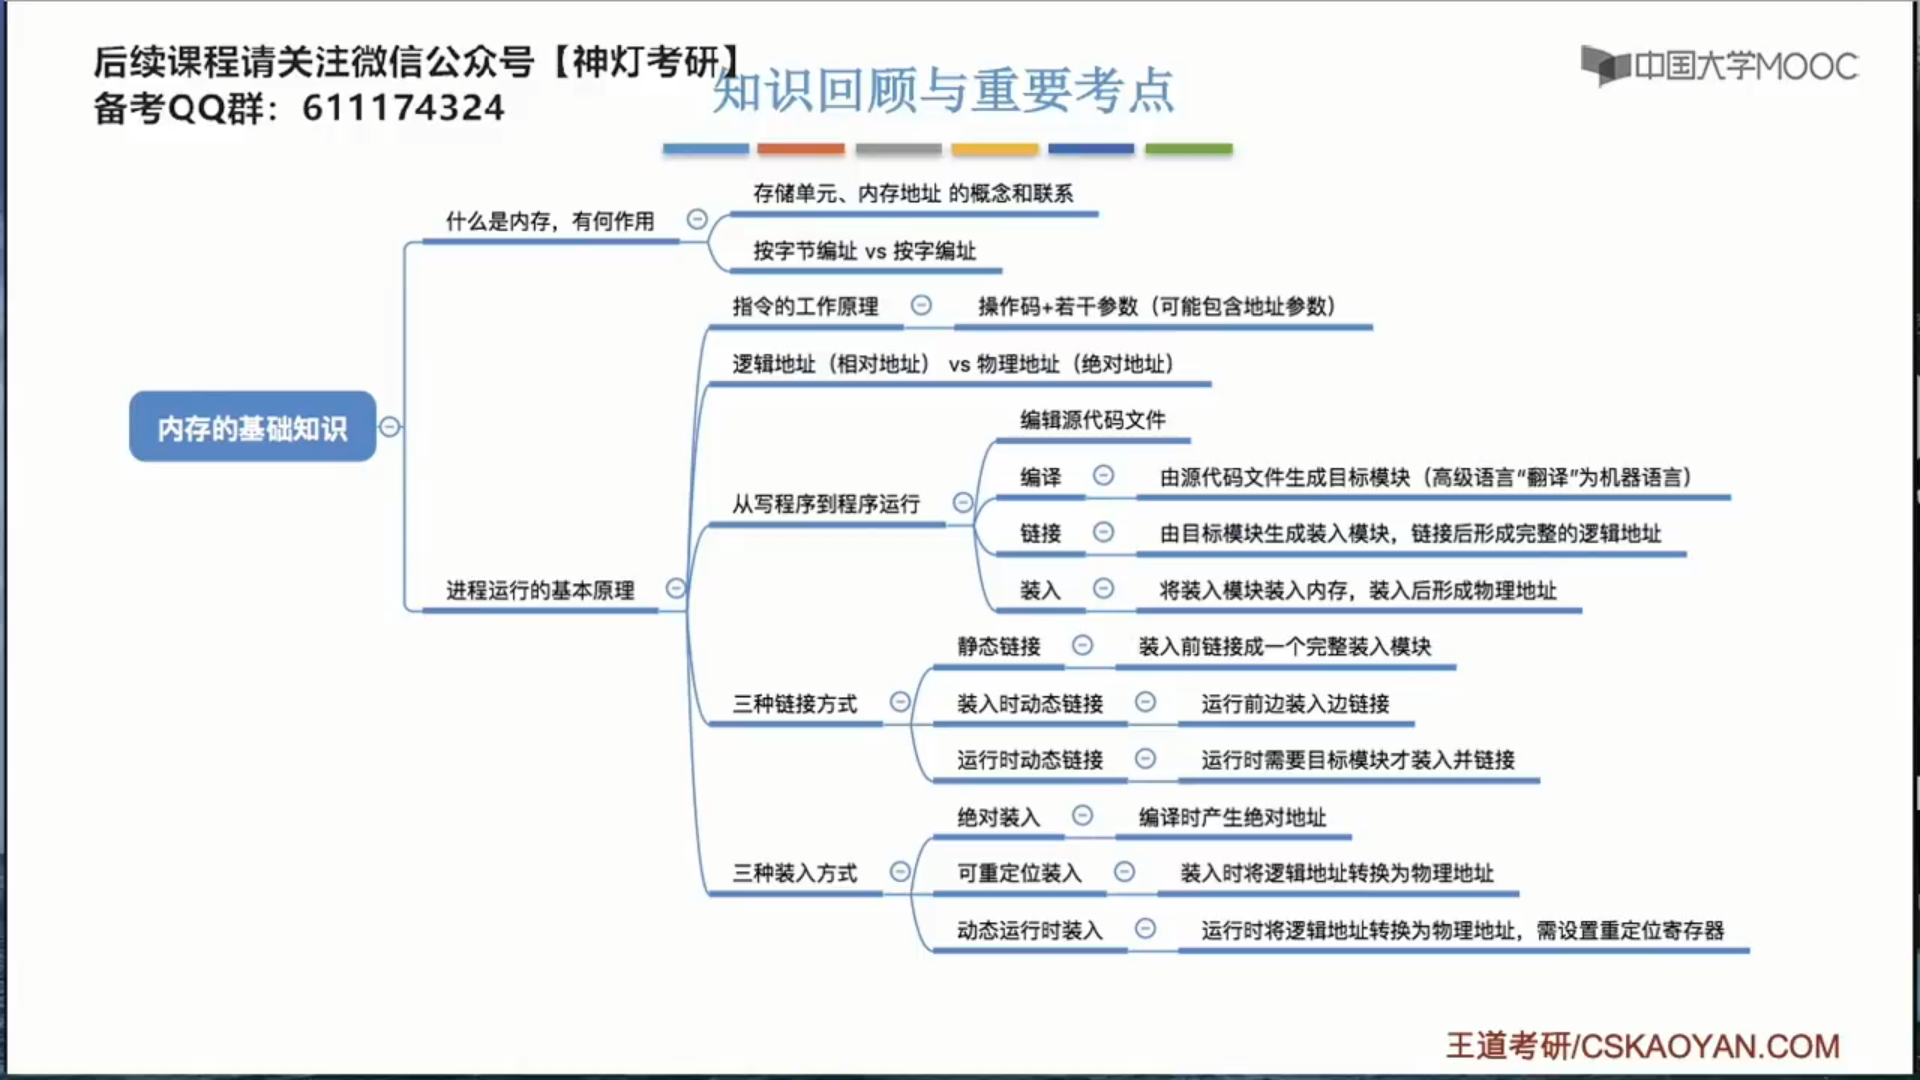 后续课程请关注微信公众号【神灯考研】
备考QQ群：611174324
中国大学MOOC
知识回顾与重要考点
内存的基础知识
什么是内存，有何作用
存储单元、内存地址 的概念和联系
按字节编址 vs 按字编址
进程运行的基本原理
指令的工作原理
操作码+若干参数（可能包含地址参数）
逻辑地址（相对地址） vs 物理地址（绝对地址）
从写程序到程序运行
编辑源代码文件
编译
由源代码文件生成目标模块（高级语言“翻译”为机器语言）
链接
由目标模块生成装入模块，链接后形成完整的逻辑地址
装入
将装入模块装入内存，装入后形成物理地址
三种链接方式
静态链接
装入前链接成一个完整装入模块
装入时动态链接
运行前边装入边链接
运行时动态链接
运行时需要目标模块才装入并链接
三种装入方式
绝对装入
编译时产生绝对地址
可重定位装入
装入时将逻辑地址转换为物理地址
动态运行时装入
运行时将逻辑地址转换为物理地址，需设置重定位寄存器
王道考研/CSKAOYAN.COM